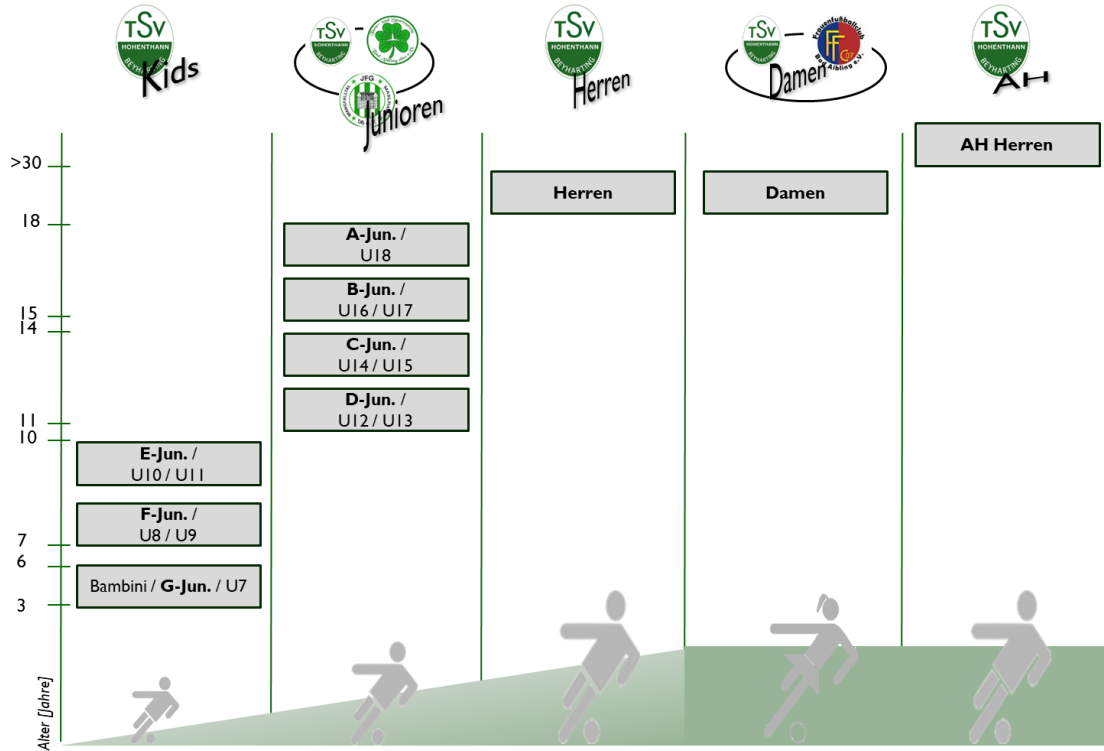 TSV
HOHENTHANN
BEYHARTING
Kids
TSV
HOHENTHANN
JFG
Junioren
TSV
HOHENTHANN
BEYHARTING
Herren
TSV
HOHENTHANN
Frauenfußballclub
FF
C07
Bad Aibling e.V.
Damen
TSV
HOHENTHANN
BEYHARTING
AH
>30
AH Herren
Herren
Damen
18
A-Jun. /
U18
B-Jun. /
U16 / U17
15
14
C-Jun. /
U14 / U15
D-Jun. /
U12 / U13
11
10
E-Jun. /
U10 / U11
F-Jun. /
U8 / U9
7
6
Bambini / G-Jun. / U7
3
Alter [Jahre]